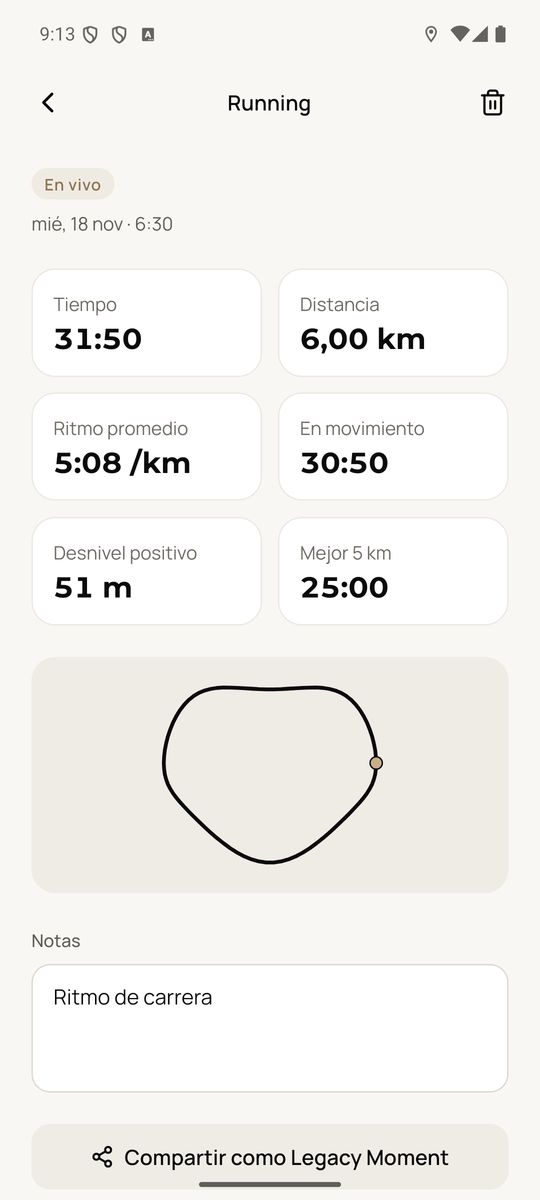 9:13
Running
En vivo
mié, 18 nov · 6:30
Tiempo
31:50
Distancia
6,00 km
Ritmo promedio
5:08 /km
En movimiento
30:50
Desnivel positivo
51 m
Mejor 5 km
25:00
Notas
Ritmo de carrera
Compartir como Legacy Moment